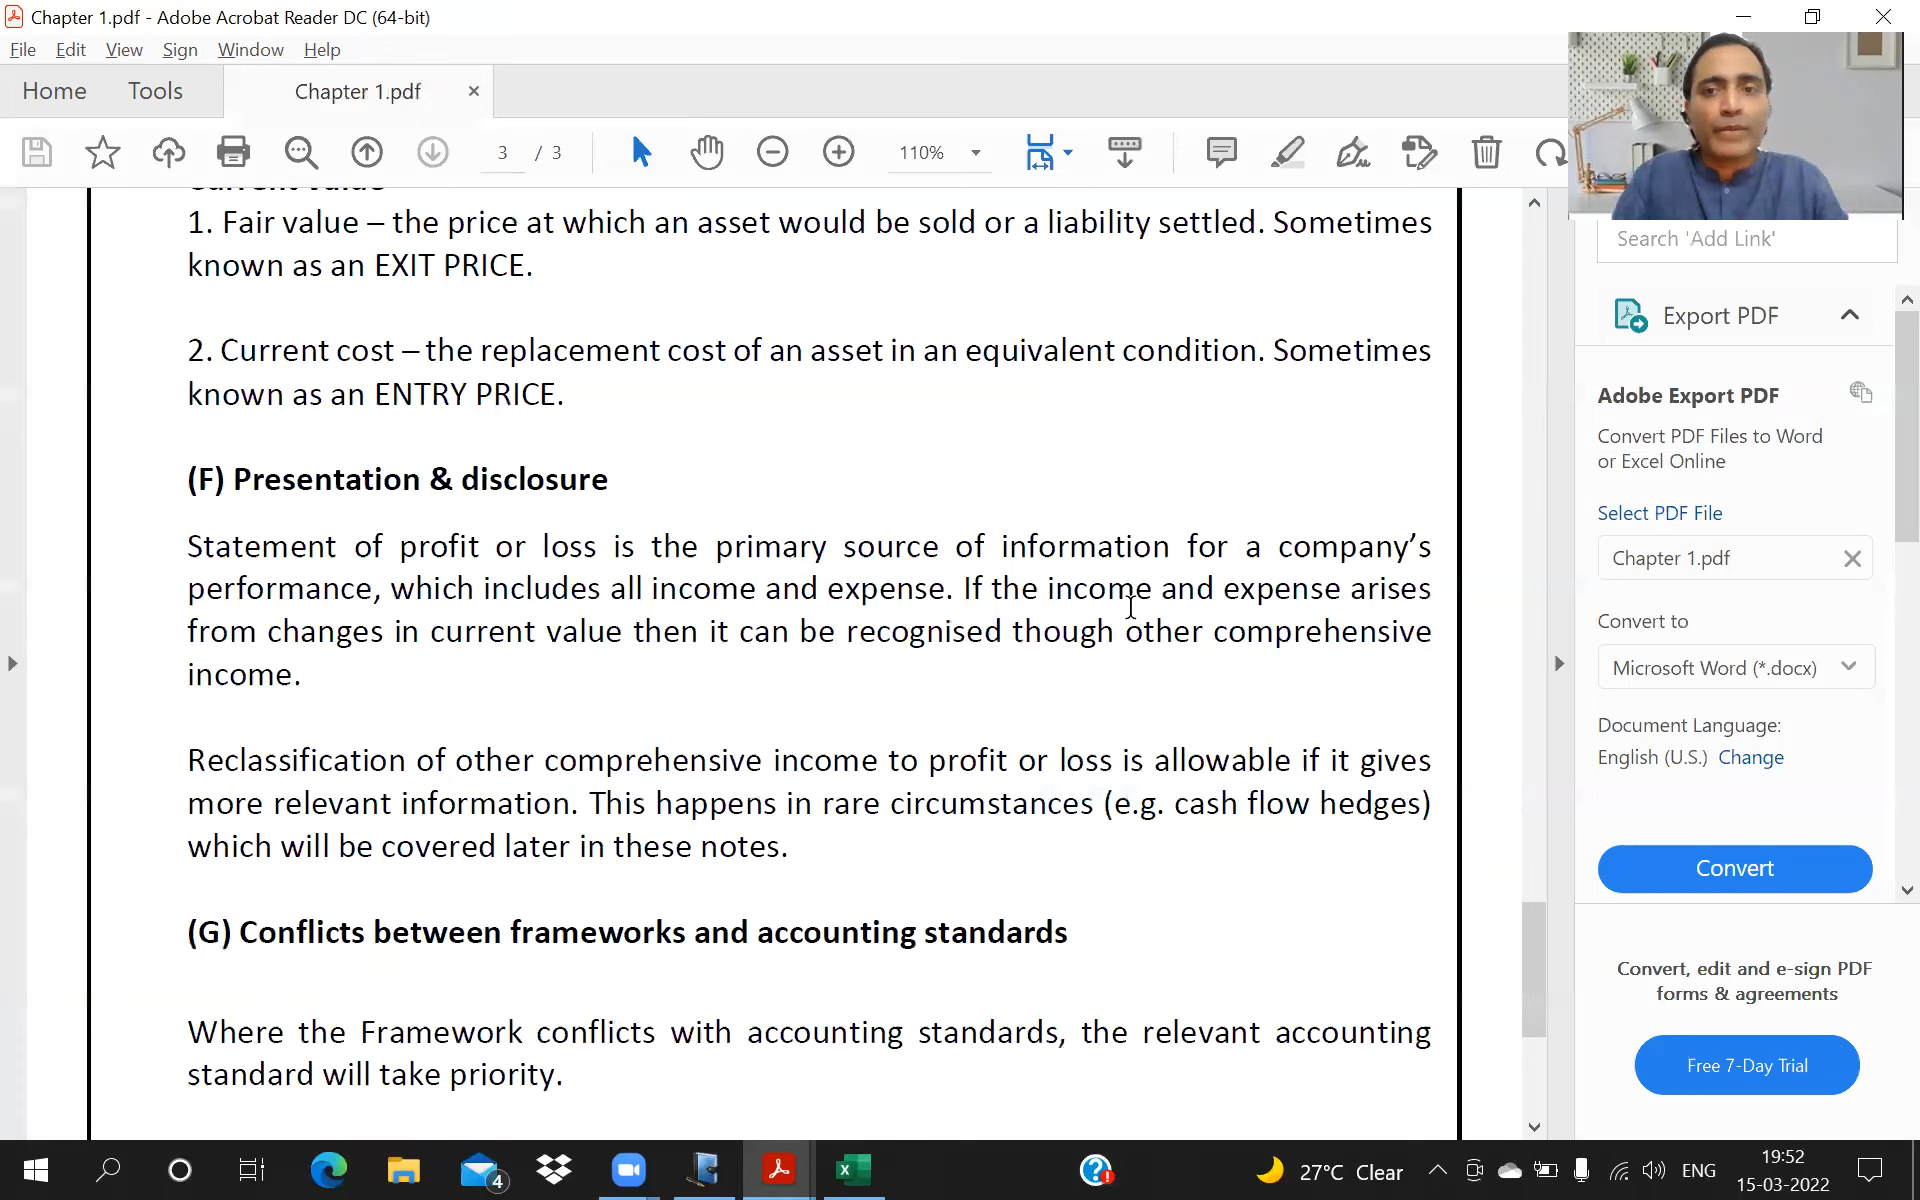 Chapter 1.pdf - Adobe Acrobat Reader DC (64-bit)
File Edit View Sign Window Help
Home Tools Chapter 1.pdf ×
3 / 3 110%
1. Fair value – the price at which an asset would be sold or a liability settled. Sometimes
known as an EXIT PRICE.
2. Current cost – the replacement cost of an asset in an equivalent condition. Sometimes
known as an ENTRY PRICE.
(F) Presentation & disclosure
Statement of profit or loss is the primary source of information for a company’s
performance, which includes all income and expense. If the income and expense arises
from changes in current value then it can be recognised though other comprehensive
income.
Reclassification of other comprehensive income to profit or loss is allowable if it gives
more relevant information. This happens in rare circumstances (e.g. cash flow hedges)
which will be covered later in these notes.
(G) Conflicts between frameworks and accounting standards
Where the Framework conflicts with accounting standards, the relevant accounting
standard will take priority.
Search 'Add Link'
Export PDF
Adobe Export PDF
Convert PDF Files to Word
or Excel Online
Select PDF File
Chapter 1.pdf
Convert to
Microsoft Word (*.docx)
Document Language:
English (U.S.) Change
Convert
Convert, edit and e-sign PDF
forms & agreements
Free 7-Day Trial
4
27°C Clear
ENG
19:52
15-03-2022